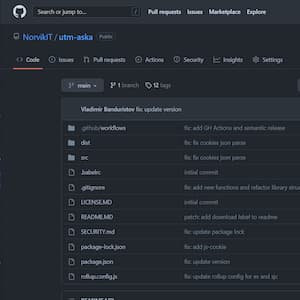 Search or jump to... / Pull requests Issues Marketplace Explore
NorvikIT / utm-aska Public
Code Issues Pull requests Actions Security Insights Settings
main 1 branch 12 tags
Vladimir Banduristov fix: update version
.github/workflows fix: add GH Actions and semantic release
dist fix: fix cookies json parse
src fix: fix cookies json parse
.babelrc initial commit
.gitignore fix: add new functions and refactor library struc
LICENSE.MD initial commit
README.MD patch: add download latest to readme
SECURITY.md fix: update package lock
package-lock.json fix: add js-cookie
package.json fix: update version
rollup.config.js fix: update rollup config for es and cjs
README.MD